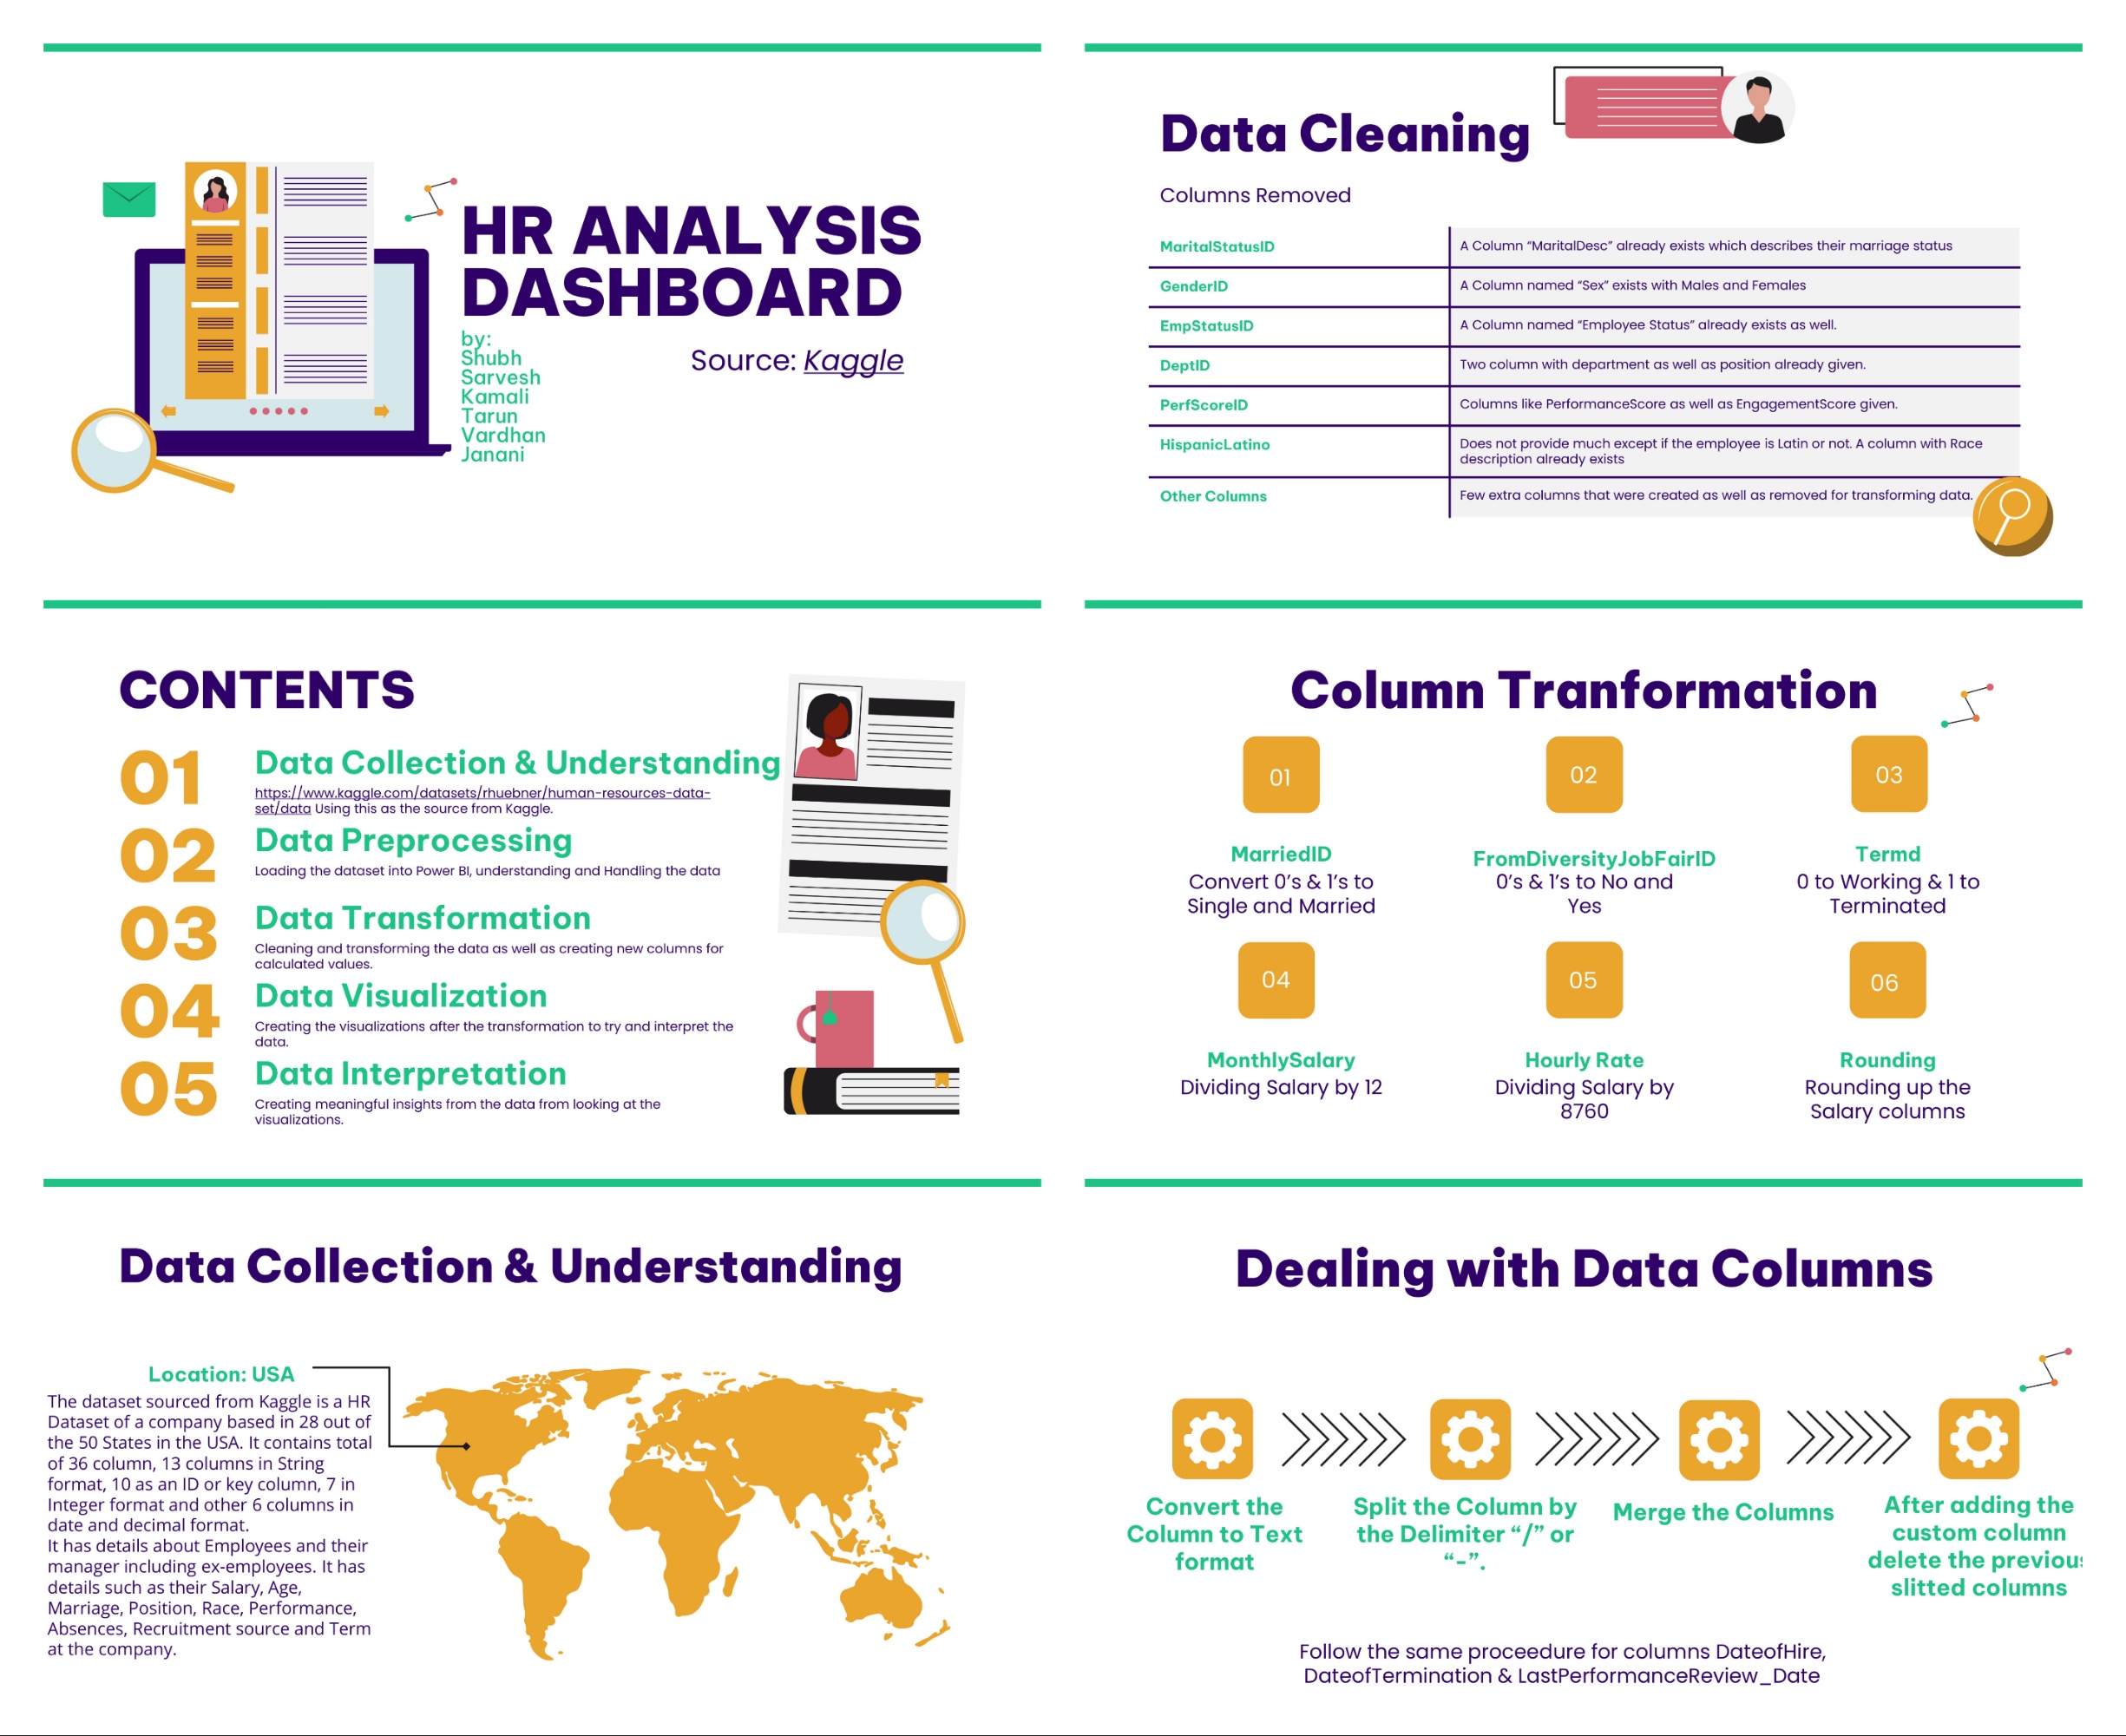 HR ANALYSIS
DASHBOARD
by:
Shubh
Sarvesh
Kamali
Tarun
Vardhan
Janani
Source: Kaggle
Data Cleaning
Columns Removed
MaritalStatusID
A Column “MaritalDesc” already exists which describes their marriage status
GenderID
A Column named “Sex” exists with Males and Females
EmpStatusID
A Column named “Employee Status” already exists as well.
DeptID
Two column with department as well as position already given.
PerfScoreID
Columns like PerformanceScore as well as EngagementScore given.
HispanicLatino
Does not provide much except if the employee is Latin or not. A column with Race
description already exists
Other Columns
Few extra columns that were created as well as removed for transforming data.
CONTENTS
01
Data Collection & Understanding
https://www.kaggle.com/datasets/rhuebner/human-resources-data-
set/data Using this as the source from Kaggle.
02
Data Preprocessing
Loading the dataset into Power BI, understanding and Handling the data
03
Data Transformation
Cleaning and transforming the data as well as creating new columns for
calculated values.
04
Data Visualization
Creating the visualizations after the transformation to try and interpret the
data.
05
Data Interpretation
Creating meaningful insights from the data from looking at the
visualizations.
Column Tranformation
01
MarriedID
Convert 0’s & 1’s to
Single and Married
02
FromDiversityJobFairID
0’s & 1’s to No and
Yes
03
Termd
0 to Working & 1 to
Terminated
04
MonthlySalary
Dividing Salary by 12
05
Hourly Rate
Dividing Salary by
8760
06
Rounding
Rounding up the
Salary columns
Data Collection & Understanding
Location: USA
The dataset sourced from Kaggle is a HR
Dataset of a company based in 28 out of
the 50 States in the USA. It contains total
of 36 column, 13 columns in String
format, 10 as an ID or key column, 7 in
Integer format and other 6 columns in
date and decimal format.
It has details about Employees and their
manager including ex-employees. It has
details such as their Salary, Age,
Marriage, Position, Race, Performance,
Absences, Recruitment source and Term
at the company.
Dealing with Data Columns
Convert the
Column to Text
format
Split the Column by
the Delimiter “/” or
“-”.
Merge the Columns
After adding the
custom column
delete the previous
slitted columns
Follow the same proceedure for columns DateofHire,
DateofTermination & LastPerformanceReview_Date